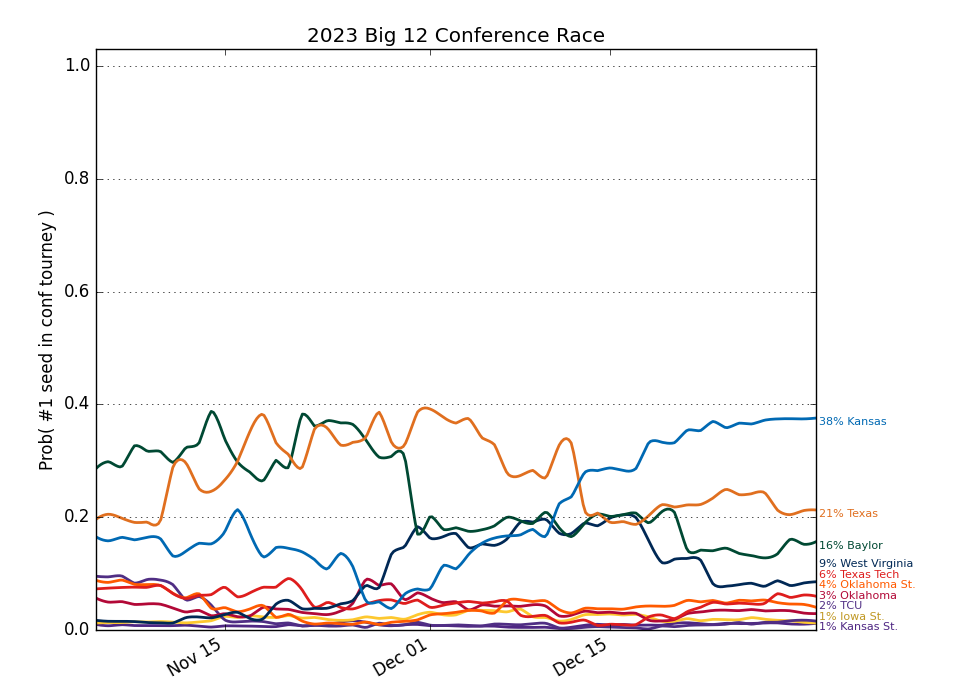 2023 Big 12 Conference Race
Prob( #1 seed in conf tourney )
1.0
0.8
0.6
0.4
0.2
0.0
Nov 15
Dec 01
Dec 15
38% Kansas
21% Texas
16% Baylor
9% West Virginia
6% Texas Tech
4% Oklahoma St.
3% Oklahoma
2% TCU
1% Iowa St.
1% Kansas St.